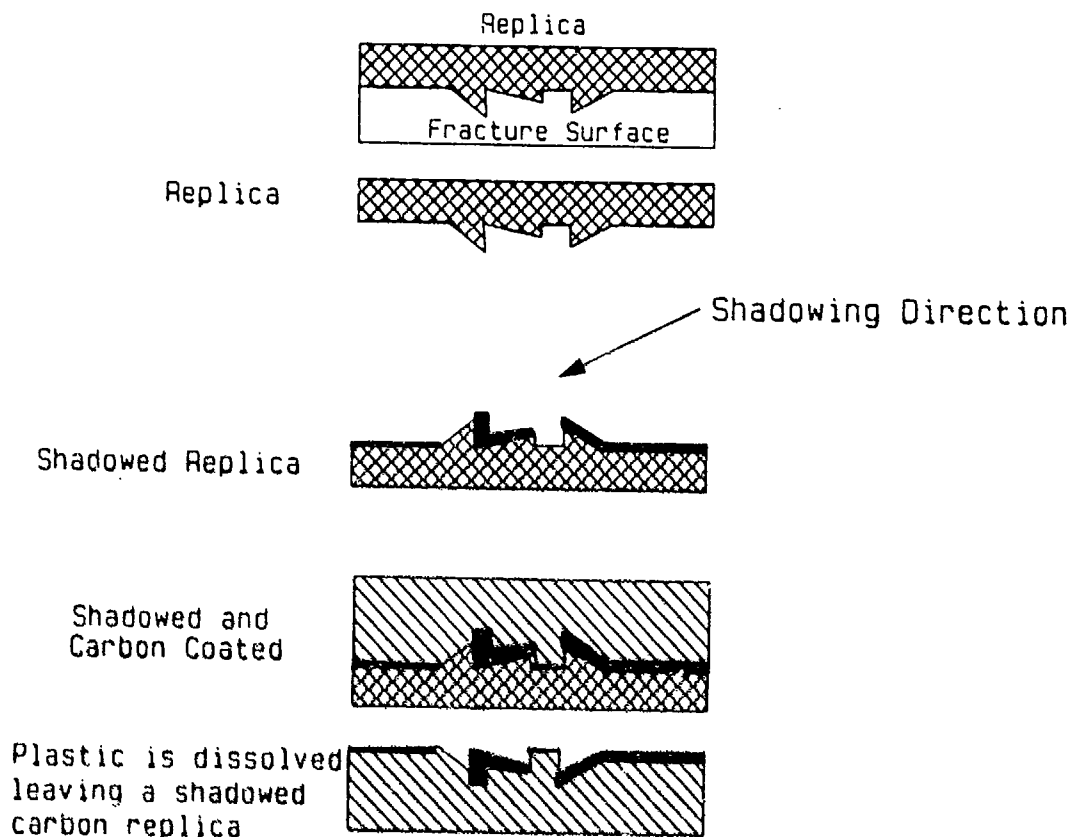 Replica
Fracture Surface
Replica
Shadowing Direction
Shadowed Replica
Shadowed and
Carbon Coated
Plastic is dissolved
leaving a shadowed
carbon replica